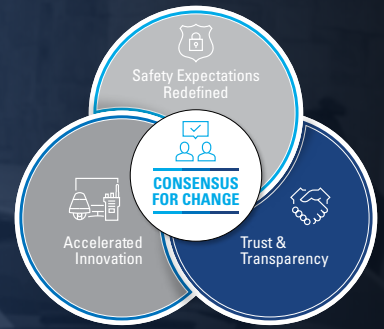 Safety Expectations
Redefined
CONSENSUS
FOR CHANGE
Accelerated
Innovation
Trust &
Transparency